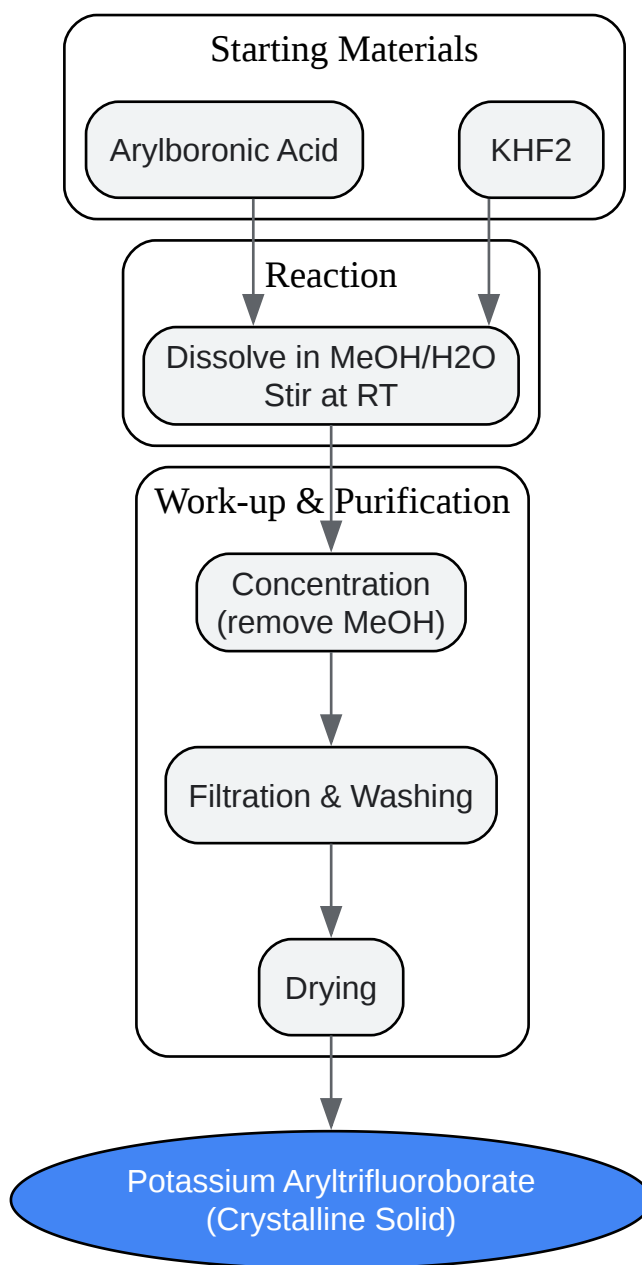 Starting Materials
Arylboronic Acid
KHF2
Reaction
Dissolve in MeOH/H2O
Stir at RT
Work-up & Purification
Concentration
(remove MeOH)
Filtration & Washing
Drying
Potassium Aryltrifluoroborate
(Crystalline Solid)